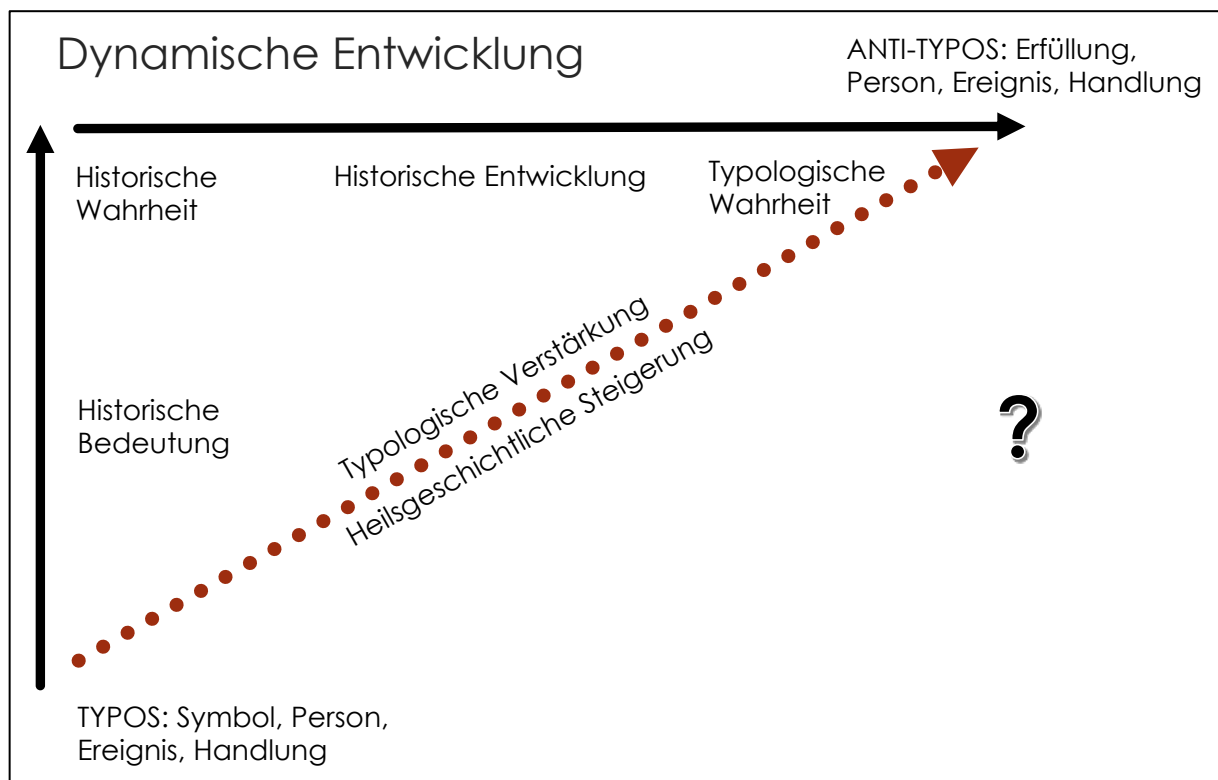 Dynamische Entwicklung
ANTI-TYPOS: Erfüllung,
Person, Ereignis, Handlung
Historische
Wahrheit
Historische Entwicklung
Typologische
Wahrheit
Typologische Verstärkung
Heilsgeschichtliche Steigerung
Historische
Bedeutung
?
TYPOS: Symbol, Person,
Ereignis, Handlung